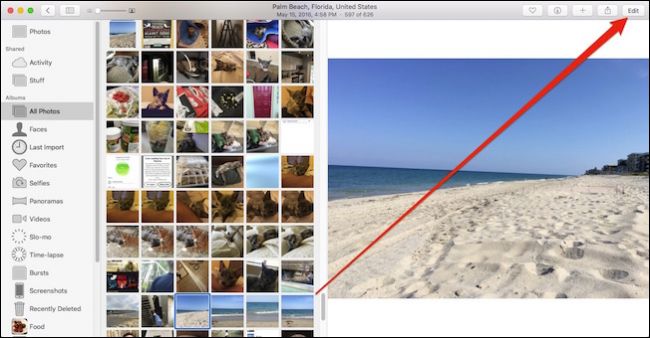 Palm Beach, Florida, United States
May 15, 2016, 4:58 PM • 597 of 626
Edit
Photos
Shared
Activity
Stuff
Albums
All Photos
Faces
Last Import
Favorites
Selfies
Panoramas
Videos
Slo-mo
Time-lapse
Bursts
Screenshots
Recently Deleted
Food